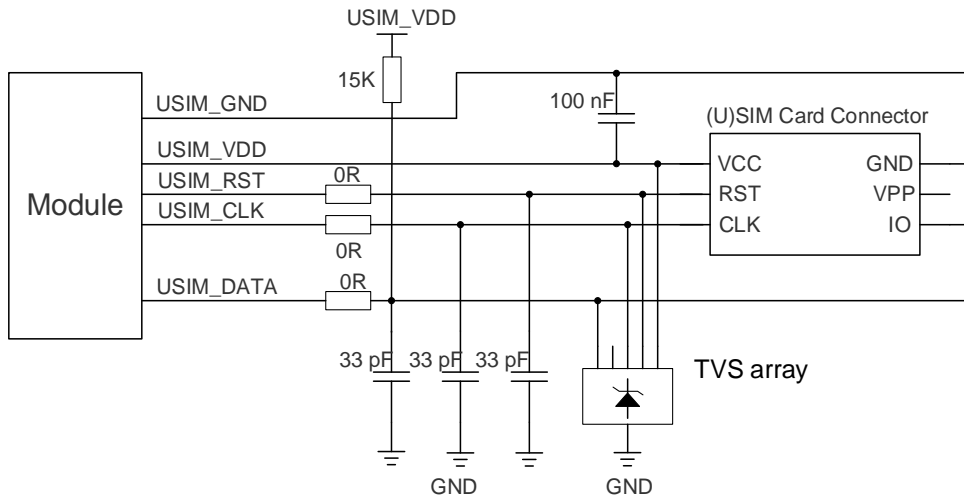 USIM_VDD
15K
USIM_GND
100 nF
(U)SIM Card Connector
USIM_VDD
VCC
GND
USIM_RST
0R
RST
VPP
Module
USIM_CLK
CLK
IO
0R
USIM_DATA
0R
33 pF
33 pF
33 pF
TVS array
GND
GND